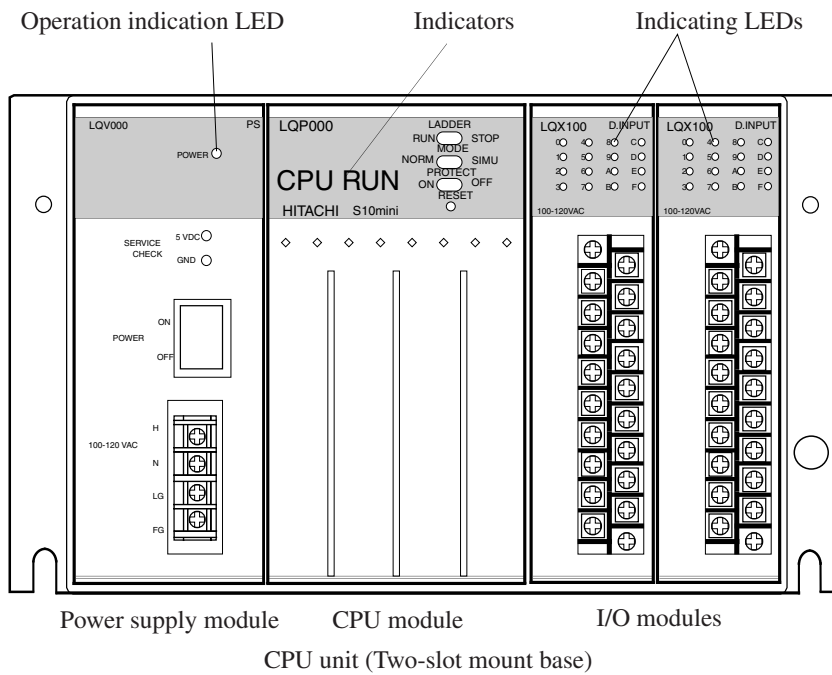 Operation indication LED
Indicators
Indicating LEDs
LQV000 PS
POWER
SERVICE CHECK
5 VDC
GND
ON
POWER
OFF
100-120 VAC
H
N
LG
FG
LQP000
LADDER
RUN STOP
MODE
NORM SIMU
PROTECT
ON OFF
RESET
CPU RUN
HITACHI S10mini
LQX100 D.INPUT
0 4 8 C
1 5 9 D
2 6 A E
3 7 B F
100-120VAC
LQX100 D.INPUT
0 4 8 C
1 5 9 D
2 6 A E
3 7 B F
100-120VAC
Power supply module
CPU module
I/O modules
CPU unit (Two-slot mount base)